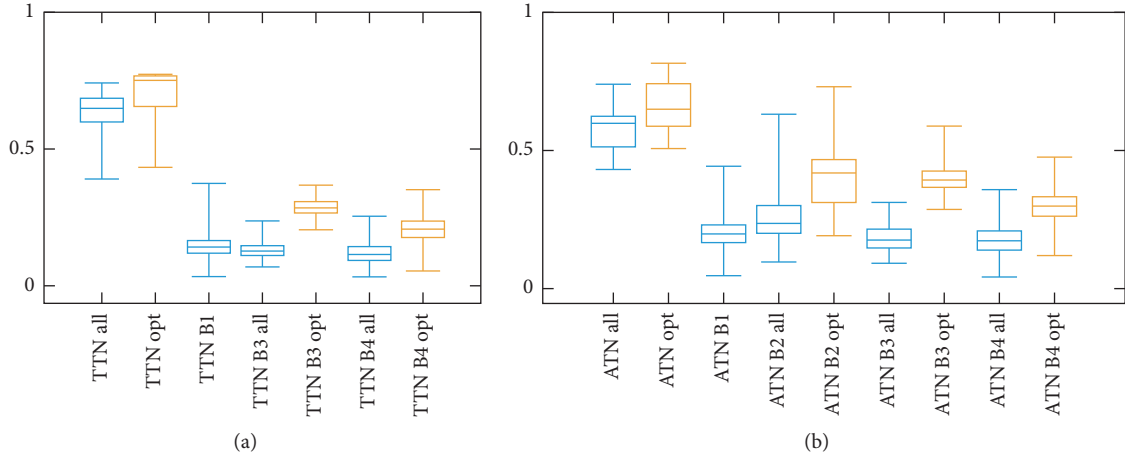 1
0.5
0
TTN all
TTN opt
TTN B1
TTN B3 all
TTN B3 opt
TTN B4 all
TTN B4 opt
(a)
1
0.5
0
ATN all
ATN opt
ATN B1
ATN B2 all
ATN B2 opt
ATN B3 all
ATN B3 opt
ATN B4 all
ATN B4 opt
(b)